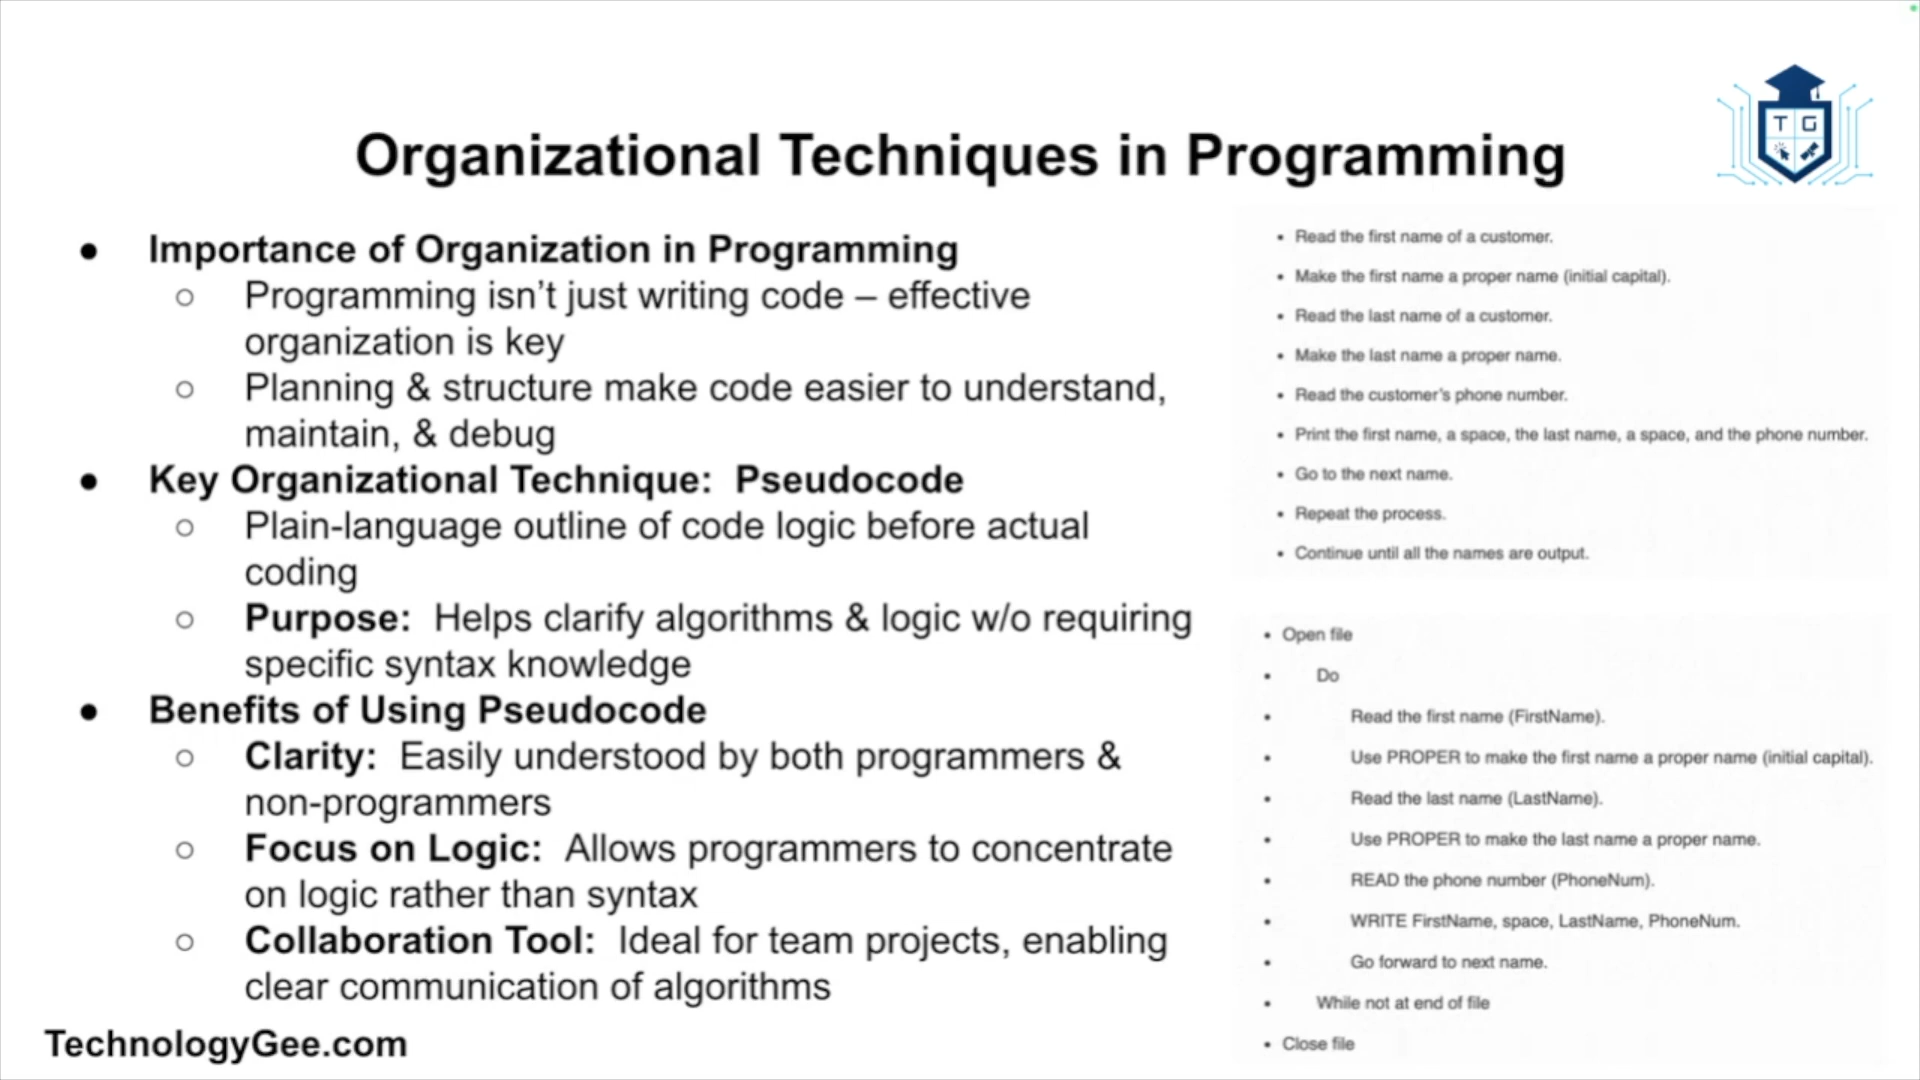 Organizational Techniques in Programming
T G
● Importance of Organization in Programming
○ Programming isn’t just writing code – effective
organization is key
○ Planning & structure make code easier to understand,
maintain, & debug
● Key Organizational Technique: Pseudocode
○ Plain-language outline of code logic before actual
coding
○ Purpose: Helps clarify algorithms & logic w/o requiring
specific syntax knowledge
● Benefits of Using Pseudocode
○ Clarity: Easily understood by both programmers &
non-programmers
○ Focus on Logic: Allows programmers to concentrate
on logic rather than syntax
○ Collaboration Tool: Ideal for team projects, enabling
clear communication of algorithms
TechnologyGee.com
• Read the first name of a customer.
• Make the first name a proper name (initial capital).
• Read the last name of a customer.
• Make the last name a proper name.
• Read the customer’s phone number.
• Print the first name, a space, the last name, a space, and the phone number.
• Go to the next name.
• Repeat the process.
• Continue until all the names are output.
• Open file
• Do
• Read the first name (FirstName).
• Use PROPER to make the first name a proper name (initial capital).
• Read the last name (LastName).
• Use PROPER to make the last name a proper name.
• READ the phone number (PhoneNum).
• WRITE FirstName, space, LastName, PhoneNum.
• Go forward to next name.
• While not at end of file
• Close file